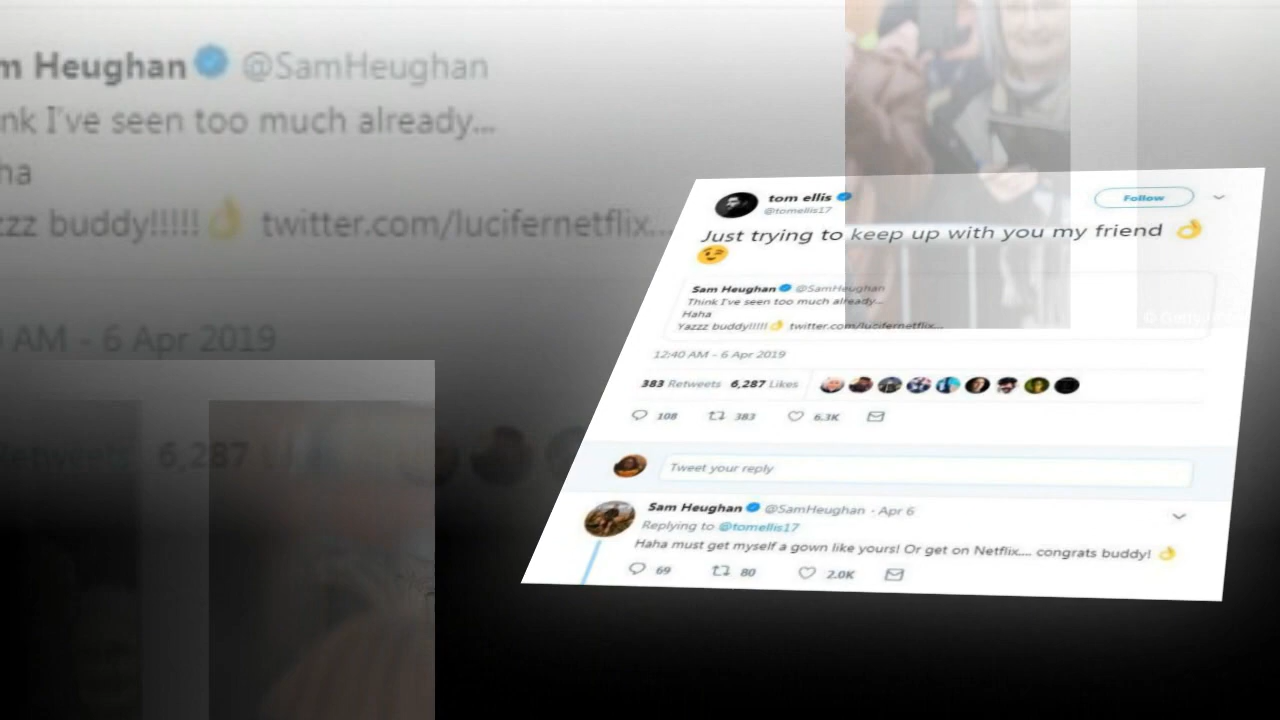 m Heughan @SamHeughan
nk I've seen too much already...
ha
zzz buddy!!!!!👌 twitter.com/lucifernetflix...
0 AM - 6 Apr 2019
Retweets 6,287
tom ellis
@tomellis17
Follow
Just trying to keep up with you my friend 👌
😉
Sam Heughan @SamHeughan
Think I've seen too much already...
Haha
Yazzz buddy!!!!!👌 twitter.com/lucifernetflix...
12:40 AM - 6 Apr 2019
383 Retweets 6,287 Likes
108 383 6.3K
Tweet your reply
Sam Heughan @SamHeughan · Apr 6
Replying to @tomellis17
Haha must get myself a gown like yours! Or get on Netflix.... congrats buddy! 👌
69 80 2.0K